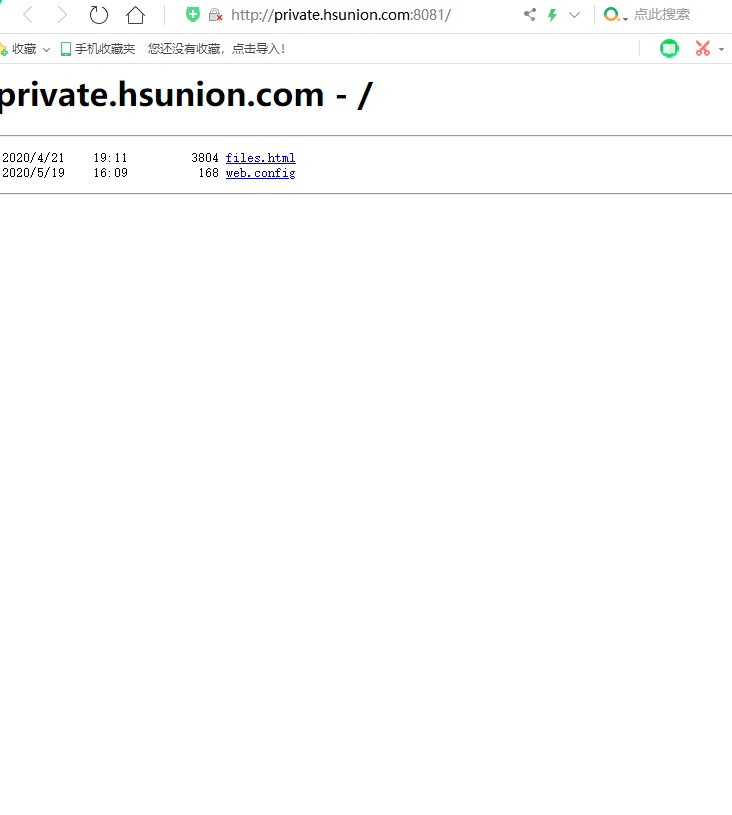 http://private.hsunion.com:8081/ 点此搜索
收藏 手机收藏夹 您还没有收藏，点击导入！
private.hsunion.com - /
2020/4/21 19:11 3804 files.html
2020/5/19 16:09 168 web.config